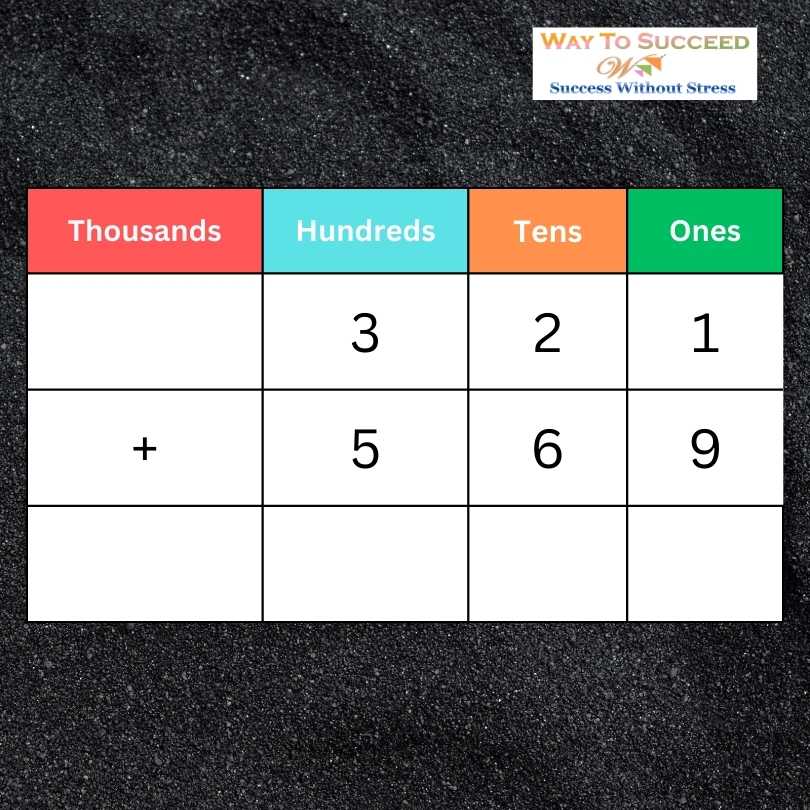 WAY TO SUCCEED
W
Success Without Stress
Thousands Hundreds Tens Ones
3 2 1
+ 5 6 9